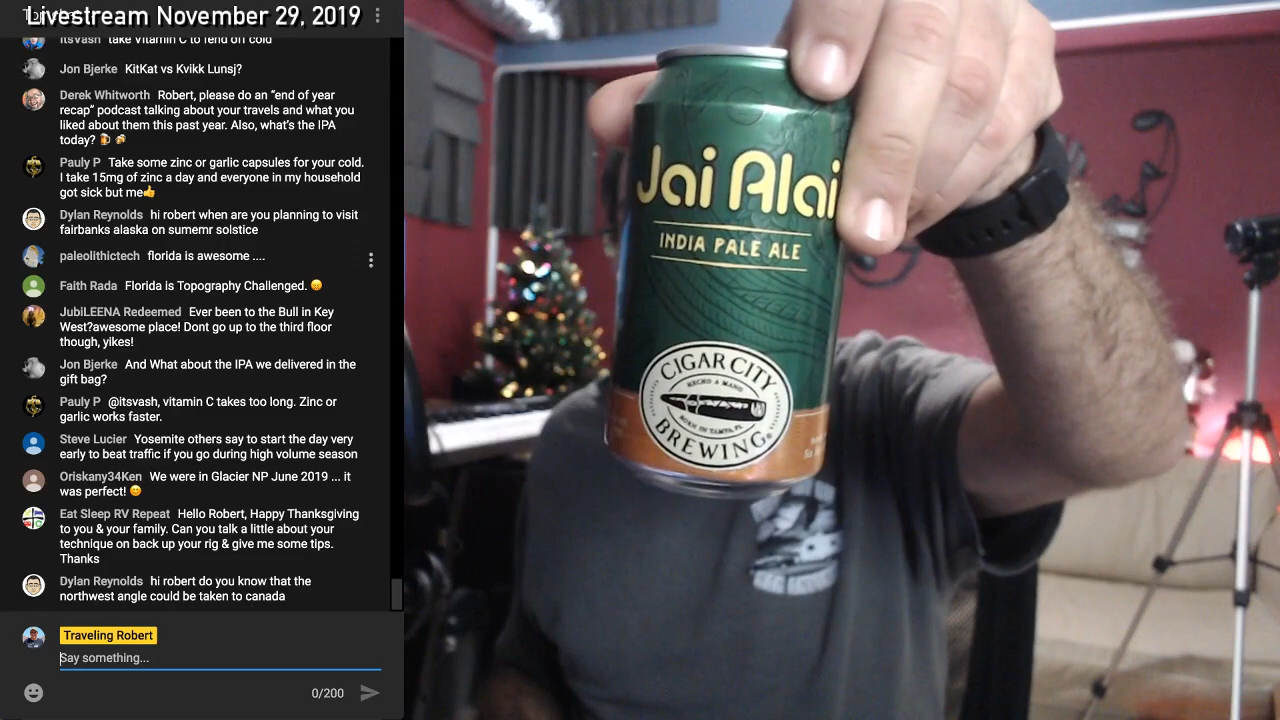 Livestream November 29, 2019
ItsVash take Vitamin C to fend off cold
Jon Bjerke KitKat vs Kvikk Lunsj?
Derek Whitworth Robert, please do an “end of year
recap” podcast talking about your travels and what you
liked about them this past year. Also, what’s the IPA
today? 🍺 🍻
Pauly P Take some zinc or garlic capsules for your cold.
I take 15mg of zinc a day and everyone in my household
got sick but me👍
Dylan Reynolds hi robert when are you planning to visit
fairbanks alaska on sumemr solstice
paleolithictech florida is awesome ....
Faith Rada Florida is Topography Challenged.
JubiLEENA Redeemed Ever been to the Bull in Key
West?awesome place! Dont go up to the third floor
though, yikes!
Jon Bjerke And What about the IPA we delivered in the
gift bag?
Pauly P @itsvash, vitamin C takes too long. Zinc or
garlic works faster.
Steve Lucier Yosemite others say to start the day very
early to beat traffic if you go during high volume season
Oriskany34Ken We were in Glacier NP June 2019 ... it
was perfect! 😊
Eat Sleep RV Repeat Hello Robert, Happy Thanksgiving
to you & your family. Can you talk a little about your
technique on back up your rig & give me some tips.
Thanks
Dylan Reynolds hi robert do you know that the
northwest angle could be taken to canada
Traveling Robert
Say something...
0/200
Jai Alai
INDIA PALE ALE
CIGAR CITY
HECHO A MANO
BORN IN TAMPA, FL
BREWING